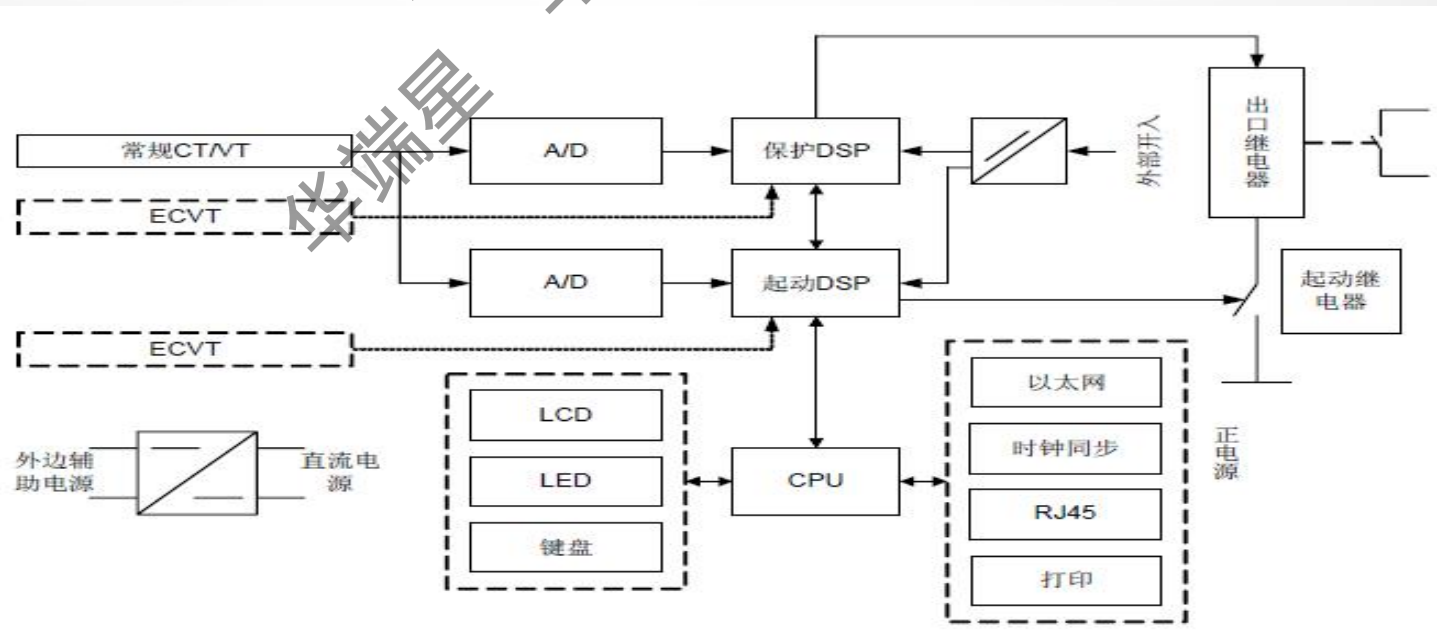 华端星
常规CT/VT
A/D
保护DSP
外部开入
出口继电器
ECVT
A/D
起动DSP
起动继
电器
ECVT
LCD
LED
键盘
CPU
以太网
时钟同步
RJ45
打印
正电源
外边辅
助电源
直流电
源